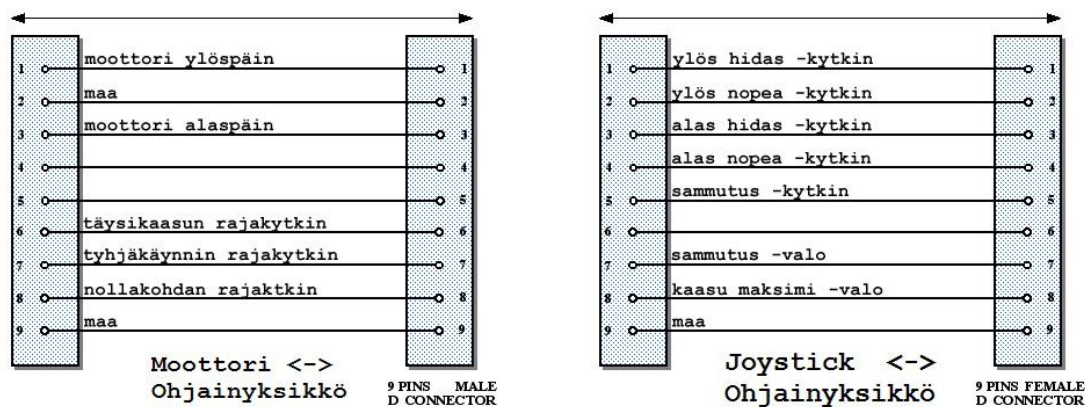 1 moottori ylöspäin 1
2 maa 2
3 moottori alaspäin 3
4 4
5 5
6 täysikaasun rajakytkin 6
7 tyhjäkäynnin rajakytkin 7
8 nollakohdan rajaktkin 8
9 maa 9
Moottori <->
Ohjainyksikkö
9 PINS MALE
D CONNECTOR
1 ylös hidas -kytkin 1
2 ylös nopea -kytkin 2
3 alas hidas -kytkin 3
4 alas nopea -kytkin 4
5 sammutus -kytkin 5
6 6
7 sammutus -valo 7
8 kaasu maksimi -valo 8
9 maa 9
Joystick <->
Ohjainyksikkö
9 PINS FEMALE
D CONNECTOR